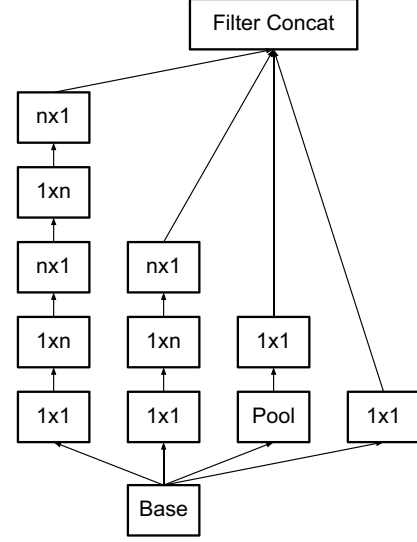 Filter Concat
nx1
1xn
nx1 nx1
1xn 1xn 1x1
1x1 1x1 Pool 1x1
Base